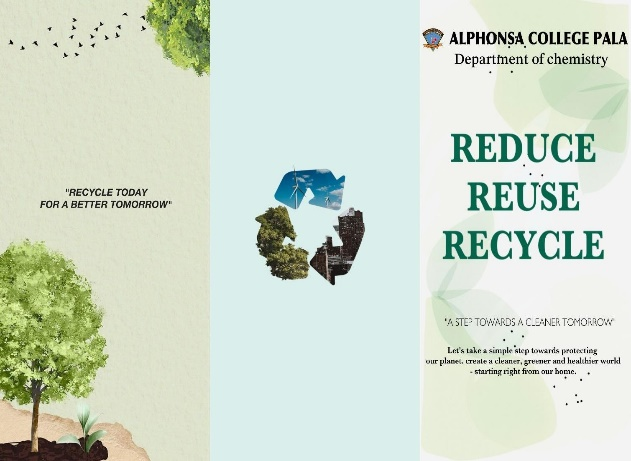 "RECYCLE TODAY
FOR A BETTER TOMORROW"
ALPHONSA COLLEGE PALA
Department of chemistry
REDUCE
REUSE
RECYCLE
"A STEP TOWARDS A CLEANER TOMORROW"
Let's take a simple step towards protecting
our planet. create a cleaner, greener and healthier world
- starting right from our home.